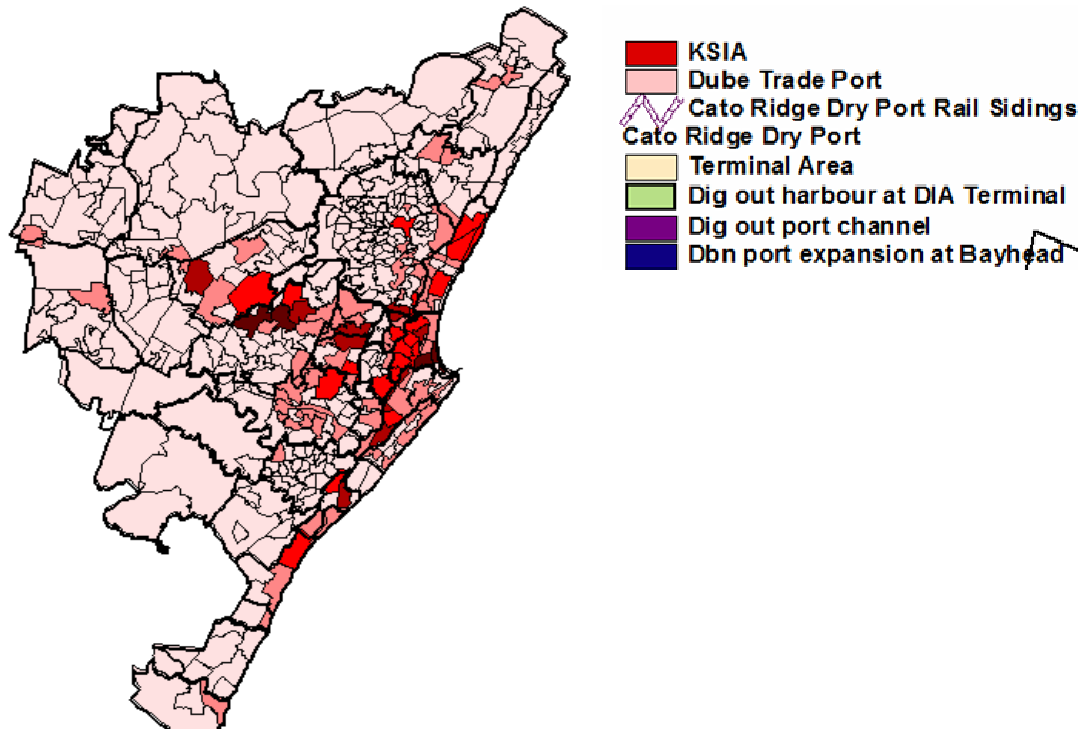 KSIA
Dube Trade Port
Cato Ridge Dry Port Rail Sidings
Cato Ridge Dry Port
Terminal Area
Dig out harbour at DIA Terminal
Dig out port channel
Dbn port expansion at Bayhead